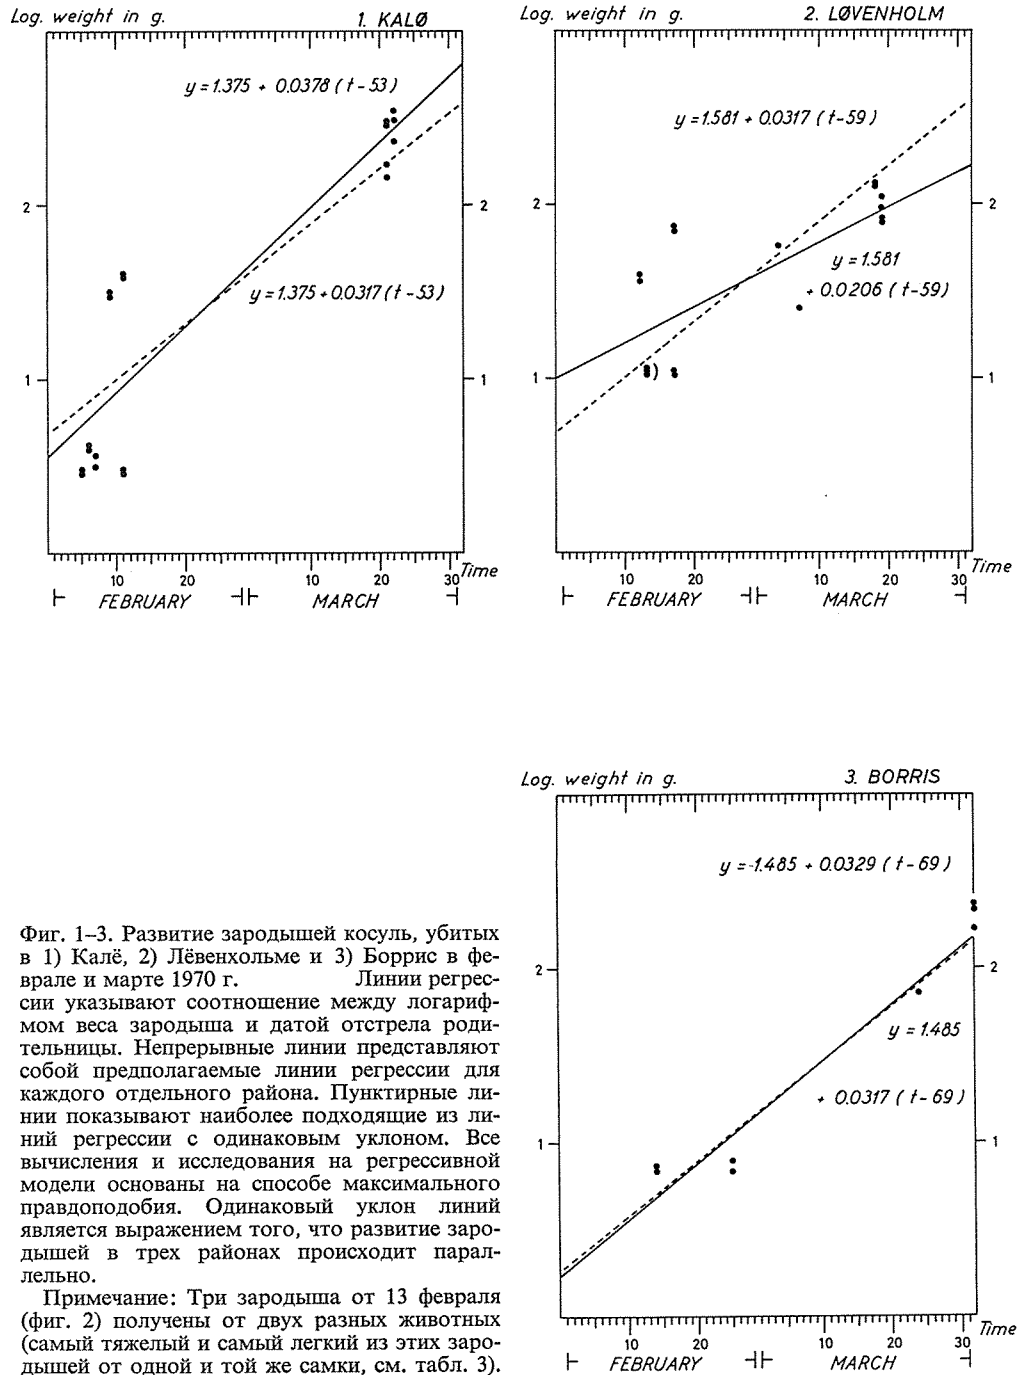 Log. weight in g.
1. KALØ
y = 1.375 + 0.0378 ( t - 53)
2
2
y = 1.375 + 0.0317 ( t - 53)
1
1
10
20
10
20
30
Time
FEBRUARY
MARCH
Log. weight in g.
2. LØVENHOLM
y = 1.581 + 0.0317 ( t - 59)
2
2
y = 1.581
+ 0.0206 ( t - 59)
1
1
10
20
10
20
30
Time
FEBRUARY
MARCH
Log. weight in g.
3. BORRIS
y = -1.485 + 0.0329 ( t - 69)
2
2
y = 1.485
+ 0.0317 ( t - 69)
1
1
10
20
10
20
30
Time
FEBRUARY
MARCH
Фиг. 1–3. Развитие зародышей косуль, убитых
в 1) Калё, 2) Лёвенхольме и 3) Боррис в фе-
врале и марте 1970 г. Линии регрес-
сии указывают соотношение между логариф-
мом веса зародыша и датой отстрела роди-
тельницы. Непрерывные линии представляют
собой предполагаемые линии регрессии для
каждого отдельного района. Пунктирные ли-
нии показывают наиболее подходящие из ли-
ний регрессии с одинаковым уклоном. Все
вычисления и исследования на регрессивной
модели основаны на способе максимального
правдоподобия. Одинаковый уклон линий
является выражением того, что развитие заро-
дышей в трех районах происходит парал-
лельно.
Примечание: Три зародыша от 13 февраля
(фиг. 2) получены от двух разных животных
(самый тяжелый и самый легкий из этих заро-
дышей от одной и той же самки, см. табл. 3).